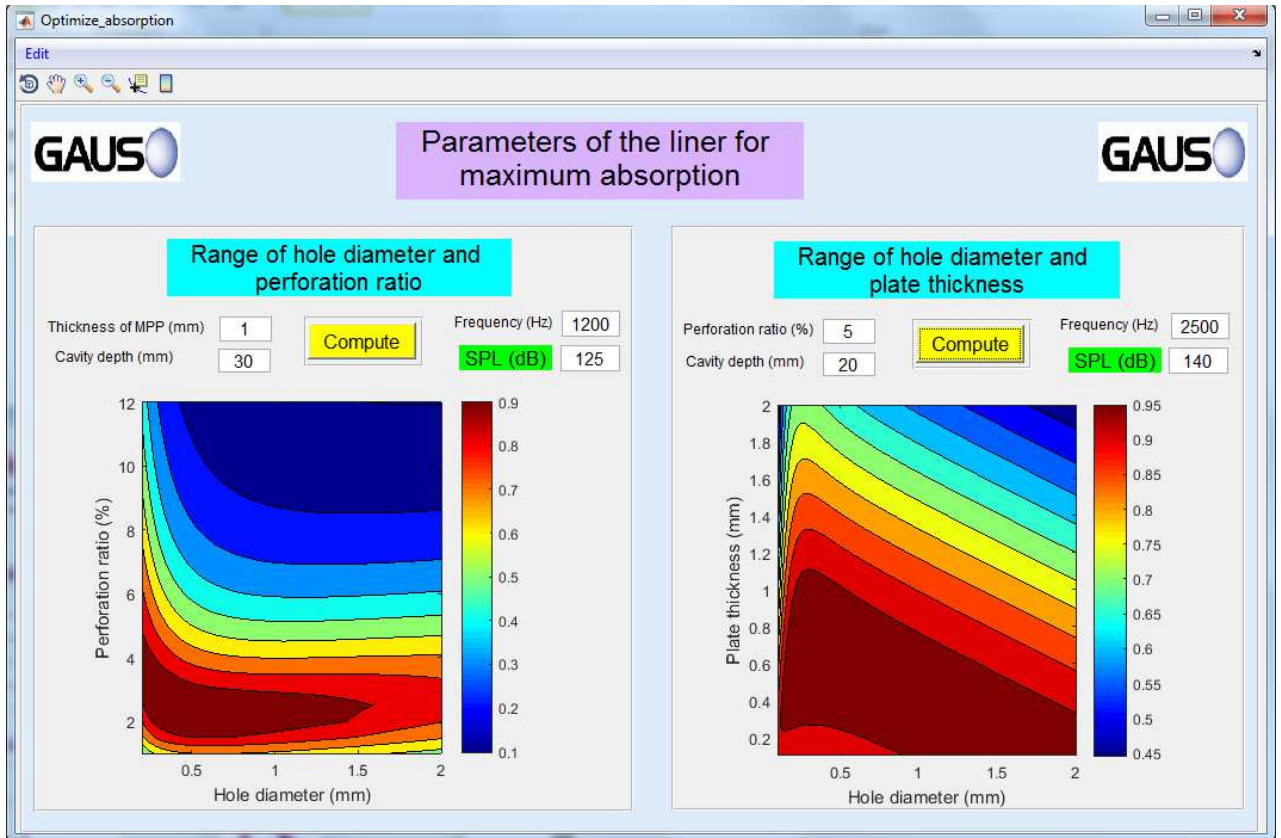 Optimize_absorption
Edit
GAUS
Parameters of the liner for
maximum absorption
GAUS
Range of hole diameter and
perforation ratio
Thickness of MPP (mm) 1
Cavity depth (mm) 30
Compute
Frequency (Hz) 1200
SPL (dB) 125
12
10
8
6
4
2
Perforation ratio (%)
0.5 1 1.5 2
Hole diameter (mm)
0.9
0.8
0.7
0.6
0.5
0.4
0.3
0.2
0.1
Range of hole diameter and
plate thickness
Perforation ratio (%) 5
Cavity depth (mm) 20
Compute
Frequency (Hz) 2500
SPL (dB) 140
2
1.8
1.6
1.4
1.2
1
0.8
0.6
0.4
0.2
Plate thickness (mm)
0.5 1 1.5 2
Hole diameter (mm)
0.95
0.9
0.85
0.8
0.75
0.7
0.65
0.6
0.55
0.5
0.45